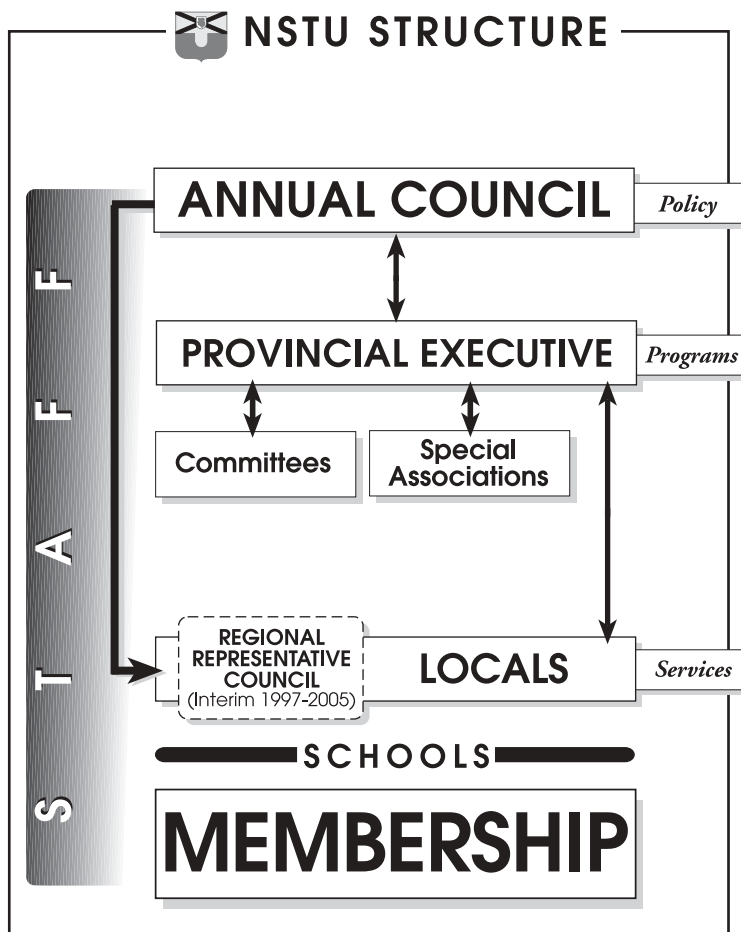 NSTU STRUCTURE
ANNUAL COUNCIL
Policy
PROVINCIAL EXECUTIVE
Programs
Committees
Special
Associations
REGIONAL
REPRESENTATIVE
COUNCIL
(Interim 1997-2005)
LOCALS
Services
SCHOOLS
MEMBERSHIP
STAFF